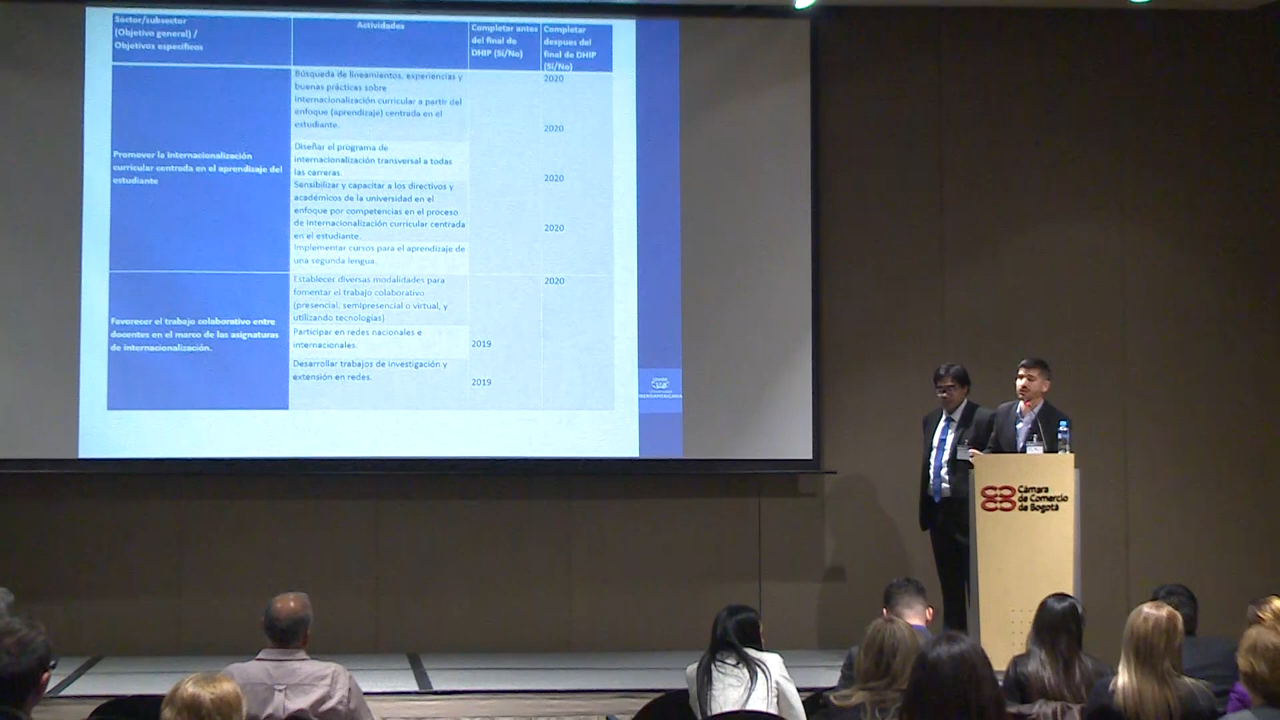 Sector/subsector
(Objetivo general) /
Objetivos específicos
Actividades
Completar antes
del final de
DHIP (Si/No)
Completar
despues del
final de DHIP
(Si/No)
Promover la internacionalización
curricular centrada en el aprendizaje del
estudiante
Búsqueda de lineamientos, experiencias y
buenas prácticas sobre
internacionalización curricular a partir del
enfoque (aprendizaje) centrada en el
estudiante.
2020
2020
Diseñar el programa de
internacionalización transversal a todas
las carreras.
2020
Sensibilizar y capacitar a los directivos y
académicos de la universidad en el
enfoque por competencias en el proceso
de internacionalización curricular centrada
en el estudiante.
2020
Implementar cursos para el aprendizaje de
una segunda lengua.
Favorecer el trabajo colaborativo entre
docentes en el marco de las asignaturas
de internacionalización.
Establecer diversas modalidades para
fomentar el trabajo colaborativo
(presencial, semipresencial o virtual, y
utilizando tecnologías)
2020
Participar en redes nacionales e
internacionales.
2019
Desarrollar trabajos de investigación y
extensión en redes.
2019
IBEROAMERICANA
Cámara
de Comercio
de Bogotá